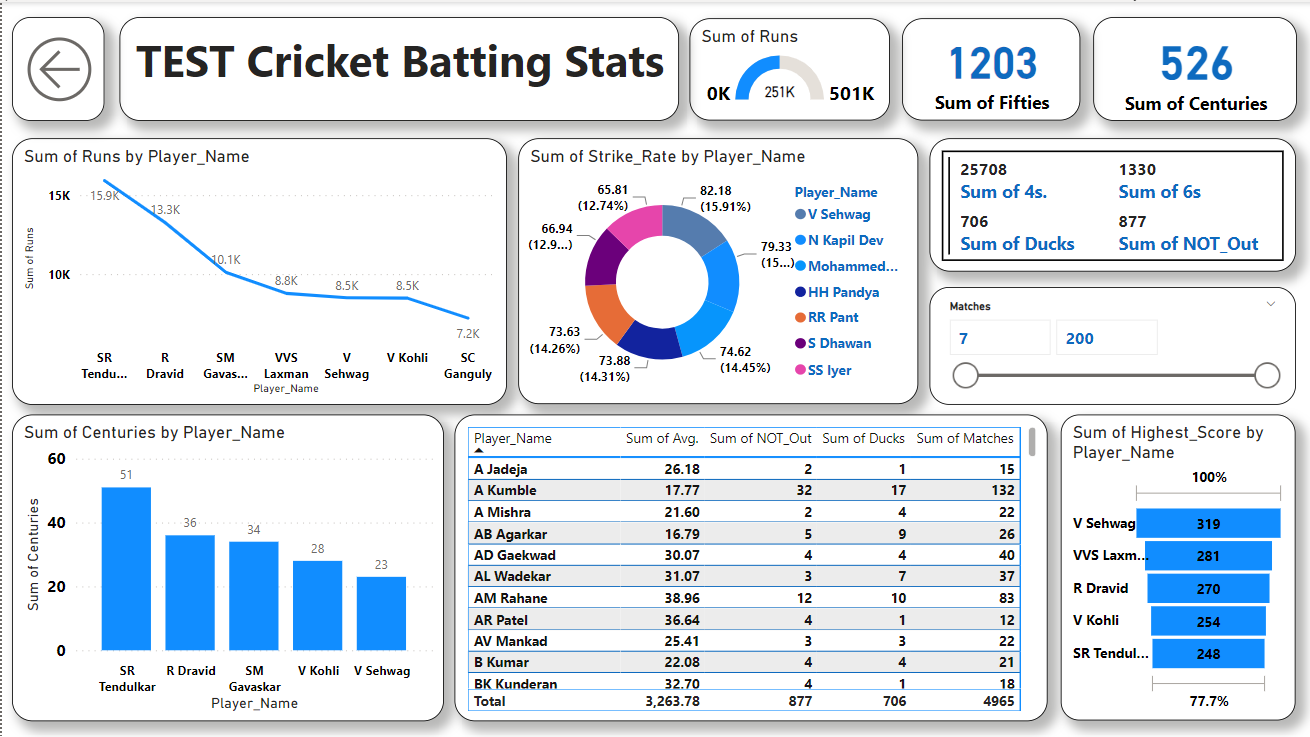 TEST Cricket Batting Stats
Sum of Runs
0K
251K
501K
1203
Sum of Fifties
526
Sum of Centuries
Sum of Runs by Player_Name
Sum of Runs
15K
10K
15.9K
13.3K
10.1K
8.8K
8.5K
8.5K
7.2K
SR
Tendu...
R
Dravid
SM
Gavas...
VVS
Laxman
V
Sehwag
V Kohli
SC
Ganguly
Player_Name
Sum of Strike_Rate by Player_Name
82.18
(15.91%)
79.33
(15...)
74.62
(14.45%)
73.88
(14.31%)
73.63
(14.26%)
66.94
(12.9...)
65.81
(12.74%)
Player_Name
V Sehwag
N Kapil Dev
Mohammed...
HH Pandya
RR Pant
S Dhawan
SS Iyer
25708
Sum of 4s.
1330
Sum of 6s
706
Sum of Ducks
877
Sum of NOT_Out
Matches
7
200
Sum of Centuries by Player_Name
Sum of Centuries
60
40
20
0
51
36
34
28
23
SR
Tendulkar
R Dravid
SM
Gavaskar
V Kohli
V Sehwag
Player_Name
Player_Name Sum of Avg. Sum of NOT_Out Sum of Ducks Sum of Matches
A Jadeja 26.18 2 1 15
A Kumble 17.77 32 17 132
A Mishra 21.60 2 4 22
AB Agarkar 16.79 5 9 26
AD Gaekwad 30.07 4 4 40
AL Wadekar 31.07 3 7 37
AM Rahane 38.96 12 10 83
AR Patel 36.64 4 1 12
AV Mankad 25.41 3 3 22
B Kumar 22.08 4 4 21
BK Kunderan 32.70 4 1 18
Total 3,263.78 877 706 4965
Sum of Highest_Score by
Player_Name
100%
V Sehwag 319
VVS Laxm... 281
R Dravid 270
V Kohli 254
SR Tendul... 248
77.7%